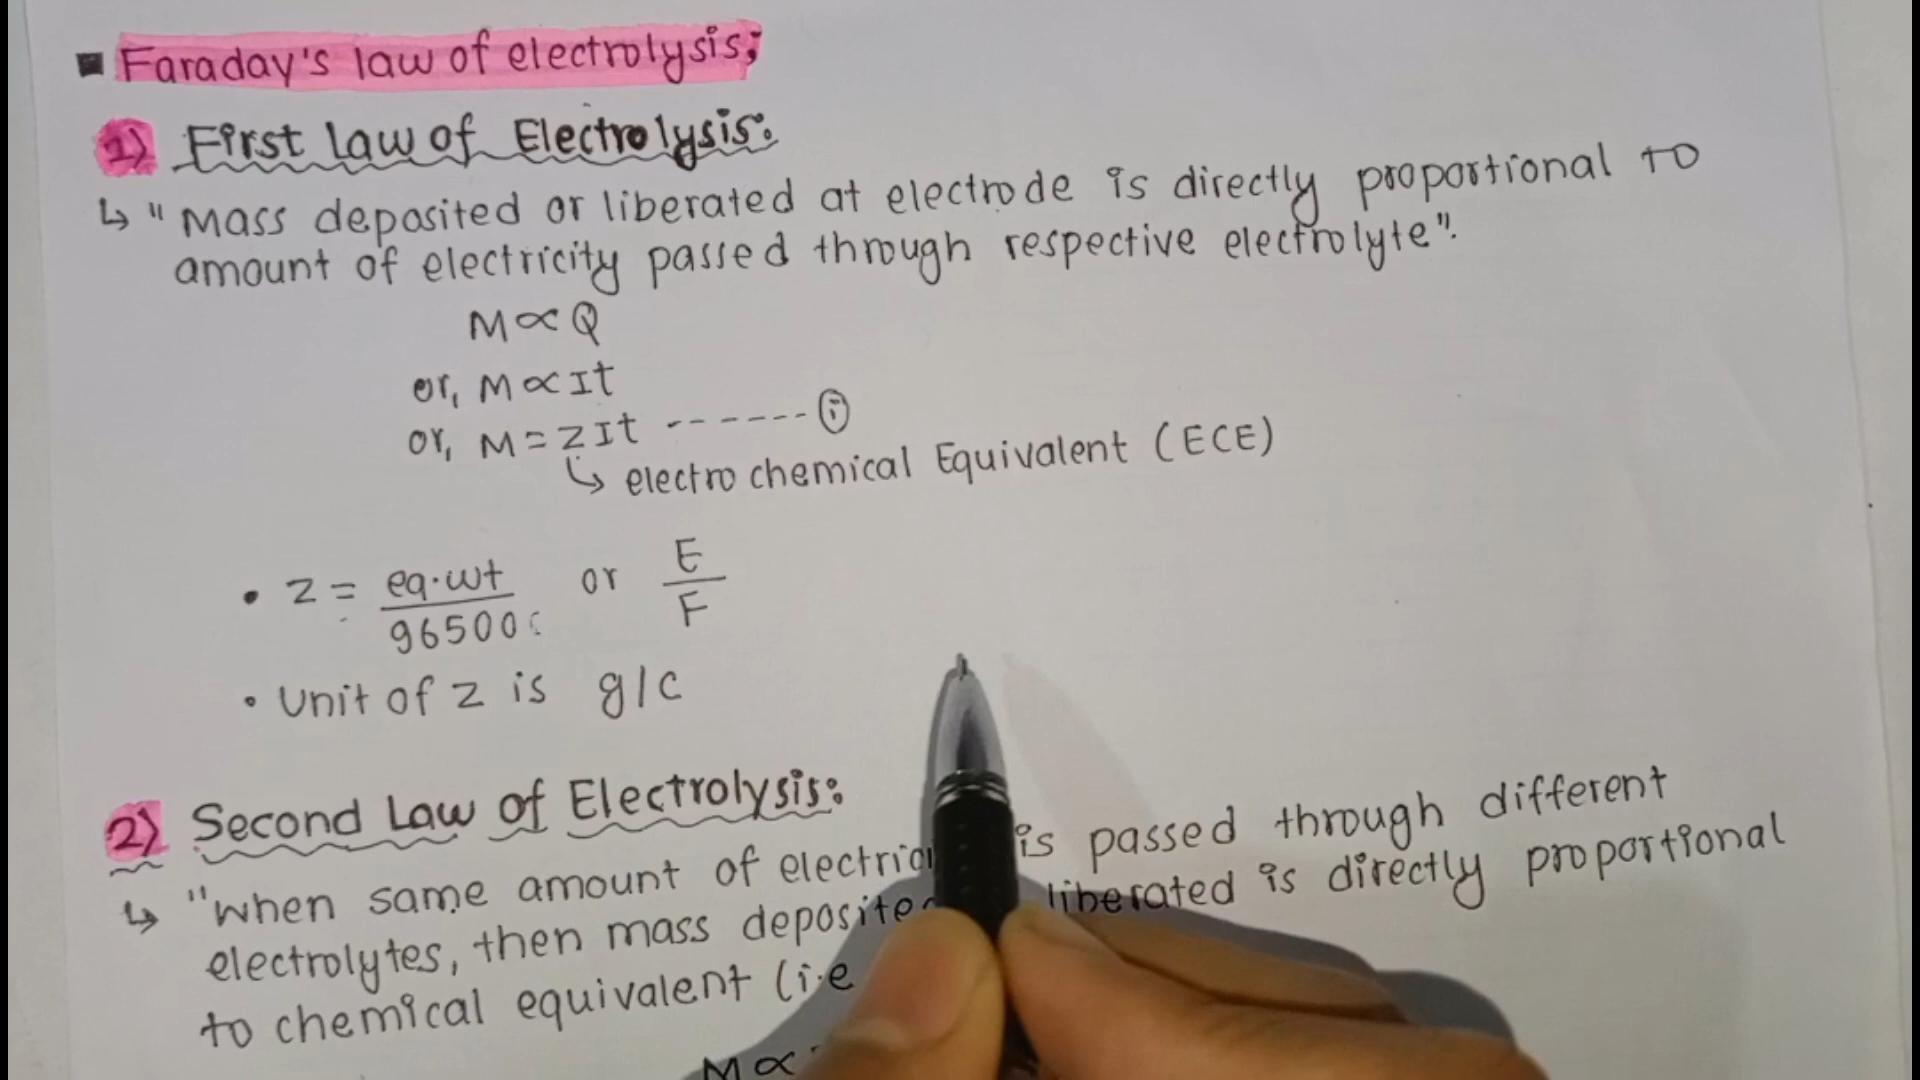 Faraday's law of electrolysis;
1) First law of Electrolysis:
↳ "Mass deposited or liberated at electrode is directly proportional to
amount of electricity passed through respective electrolyte".
M ∝ Q
or, M ∝ It
or, M = ZIt ------- (i)
↳ electro chemical Equivalent (ECE)
• Z = eq.wt / 96500c or E / F
• Unit of Z is g/c
2) Second Law of Electrolysis:
↳ "When same amount of is passed through different
electrolytes, then mass liberated is directly proportional
to chemical equivalent (i.e
M ∝